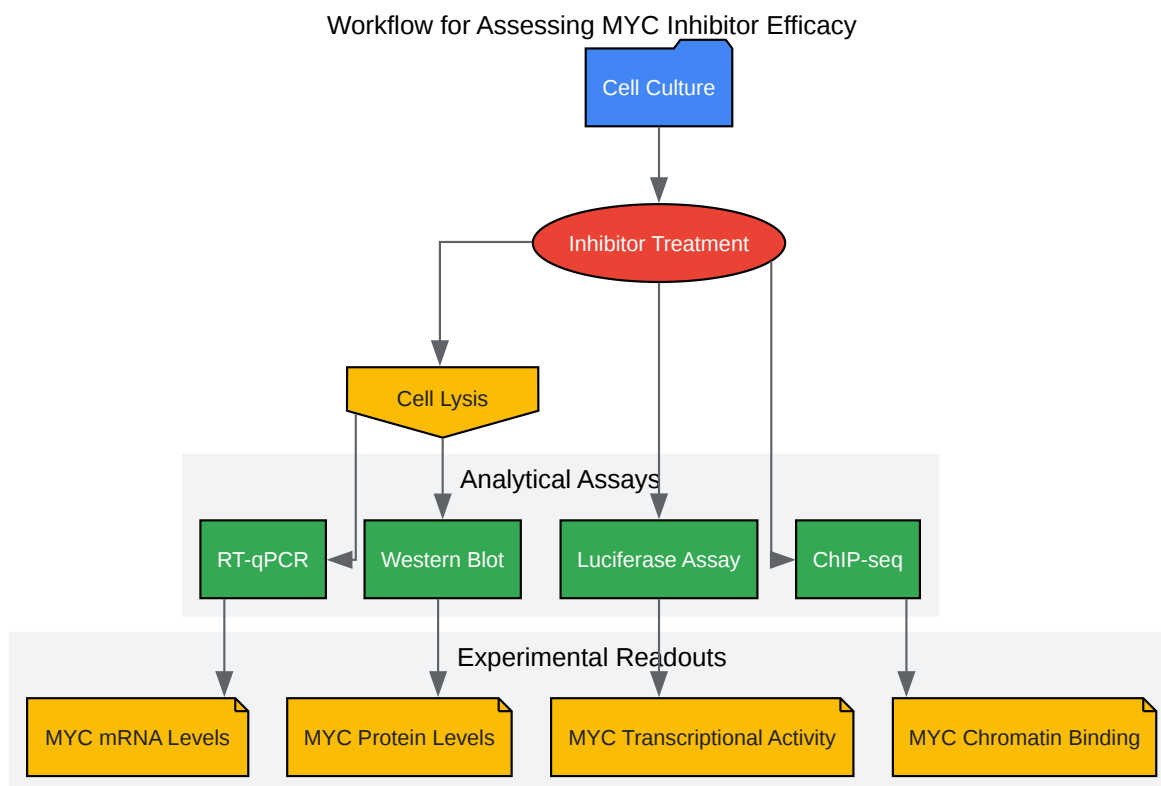 Workflow for Assessing MYC Inhibitor Efficacy
Cell Culture
Inhibitor Treatment
Cell Lysis
Analytical Assays
RT-qPCR
Western Blot
Luciferase Assay
ChIP-seq
Experimental Readouts
MYC mRNA Levels
MYC Protein Levels
MYC Transcriptional Activity
MYC Chromatin Binding